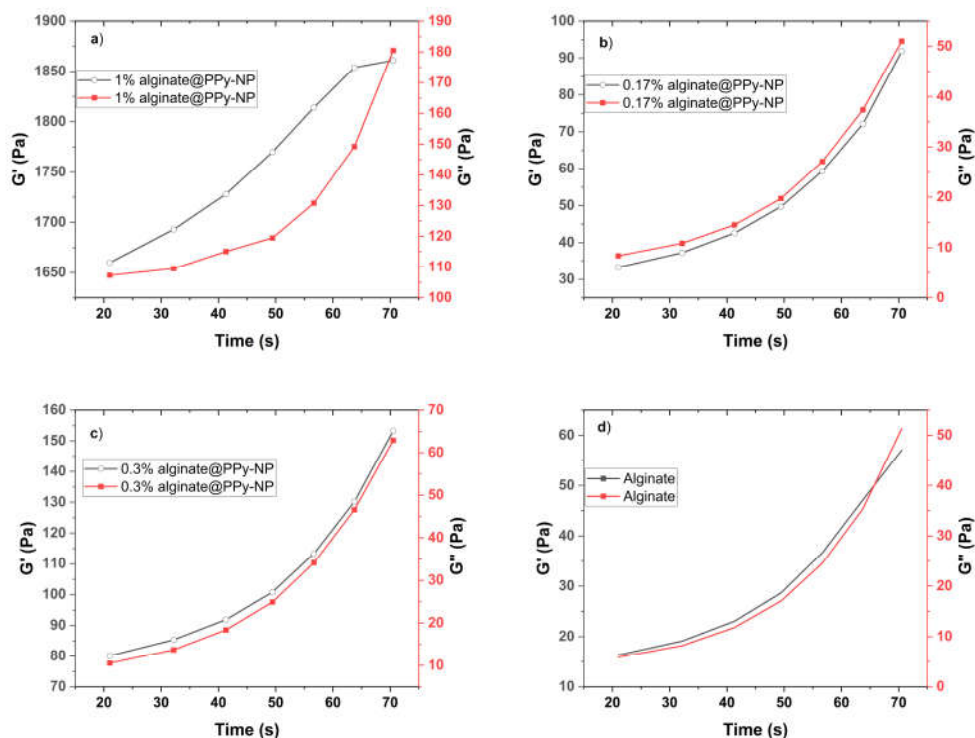 a)
1% alginate@PPy-NP
1% alginate@PPy-NP
1900
1850
1800
1750
1700
1650
G' (Pa)
190
180
170
160
150
140
130
120
110
100
G" (Pa)
20 30 40 50 60 70
Time (s)
b)
0.17% alginate@PPy-NP
0.17% alginate@PPy-NP
100
90
80
70
60
50
40
30
G' (Pa)
50
40
30
20
10
0
G" (Pa)
20 30 40 50 60 70
Time (s)
c)
0.3% alginate@PPy-NP
0.3% alginate@PPy-NP
160
150
140
130
120
110
100
90
80
70
G' (Pa)
70
60
50
40
30
20
10
G" (Pa)
20 30 40 50 60 70
Time (s)
d)
Alginate
Alginate
60
50
40
30
20
10
G' (Pa)
50
40
30
20
10
0
G" (Pa)
20 30 40 50 60 70
Time (s)